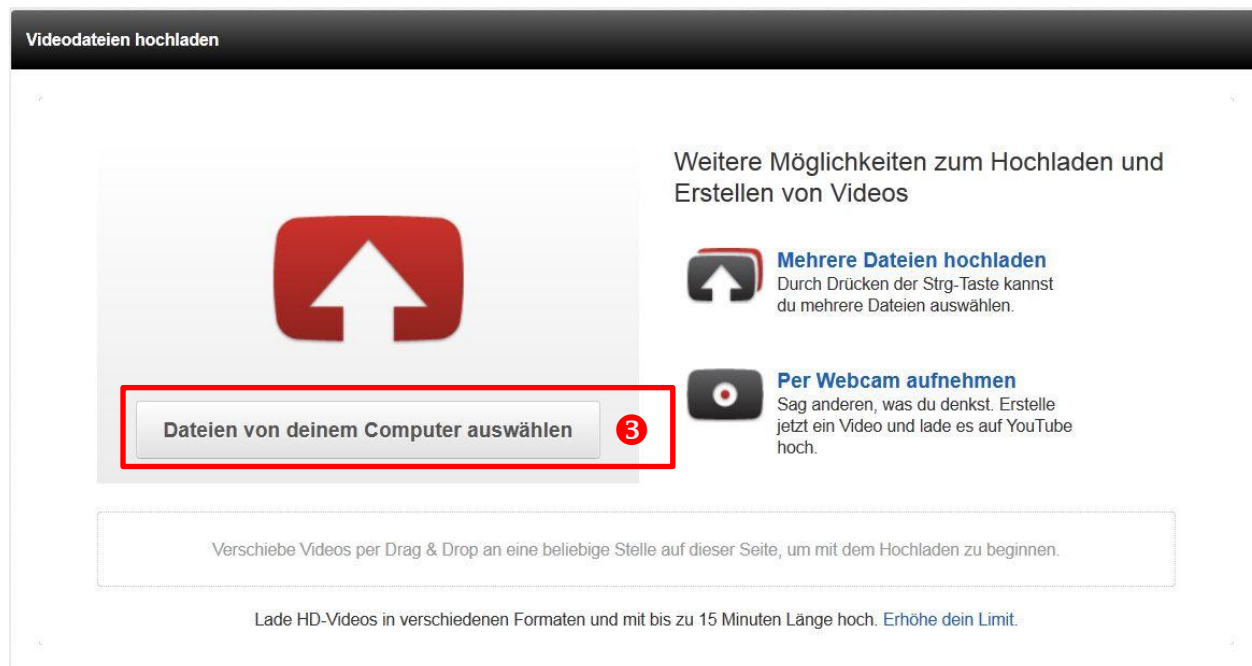 Videodateien hochladen
Weitere Möglichkeiten zum Hochladen und
Erstellen von Videos
Mehrere Dateien hochladen
Durch Drücken der Strg-Taste kannst
du mehrere Dateien auswählen.
Per Webcam aufnehmen
Sag anderen, was du denkst. Erstelle
jetzt ein Video und lade es auf YouTube
hoch.
Dateien von deinem Computer auswählen
3
Verschiebe Videos per Drag & Drop an eine beliebige Stelle auf dieser Seite, um mit dem Hochladen zu beginnen.
Lade HD-Videos in verschiedenen Formaten und mit bis zu 15 Minuten Länge hoch. Erhöhe dein Limit.